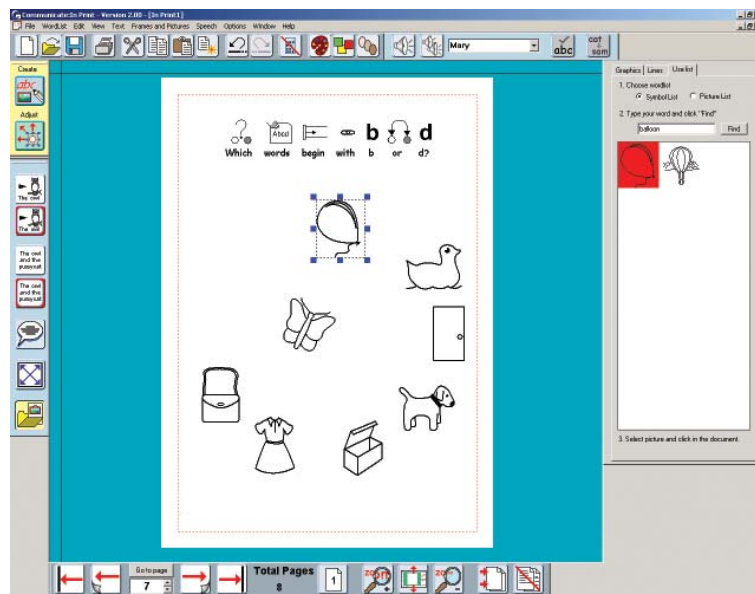 Communicate:In Print - Version 2.00 - [In Print1]
File WordList Edit View Text Frames and Pictures Speech Options Window Help
Mary
abc
cat
som
Create
abc
Adjust
The owl
The owl
The owl
and the
pussycat
The owl
and the
pussycat
Abcd
b d
Which words begin with b or d?
Graphics Lines Use list
1. Choose wordlist
Symbol List Picture List
2. Type your word and click "Find"
balloon Find
3. Select picture and click in the document.
Go to page
7
Total Pages
8
1
zoom
zoom